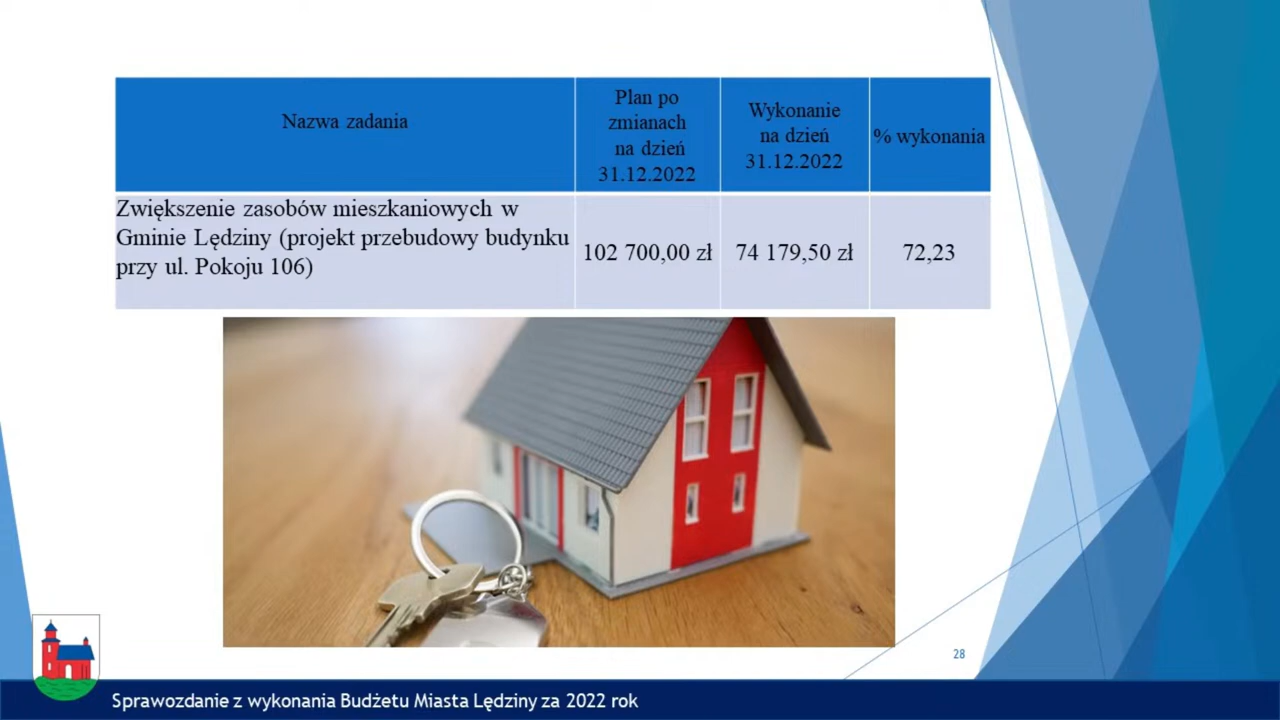 Nazwa zadania
Plan po
zmianach
na dzień
31.12.2022
Wykonanie
na dzień
31.12.2022
% wykonania
Zwiększenie zasobów mieszkaniowych w
Gminie Lędziny (projekt przebudowy budynku
przy ul. Pokoju 106)
102 700,00 zł
74 179,50 zł
72,23
28
Sprawozdanie z wykonania Budżetu Miasta Lędziny za 2022 rok